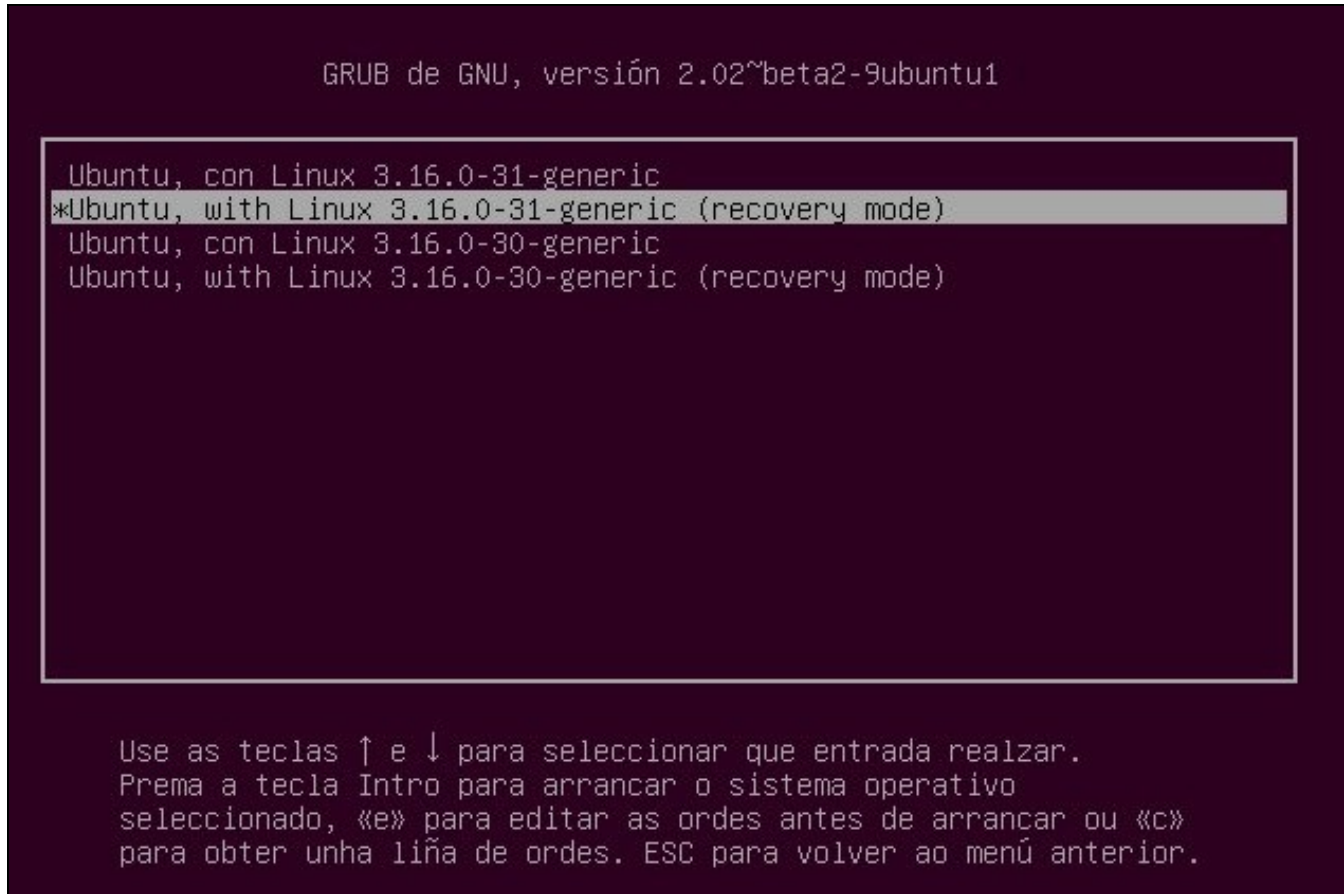 GRUB de GNU, versión 2.02~beta2-9ubuntu1
Ubuntu, con Linux 3.16.0-31-generic
*Ubuntu, with Linux 3.16.0-31-generic (recovery mode)
Ubuntu, con Linux 3.16.0-30-generic
Ubuntu, with Linux 3.16.0-30-generic (recovery mode)
Use as teclas ↑ e ↓ para seleccionar que entrada realzar.
Prema a tecla Intro para arrancar o sistema operativo
seleccionado, «e» para editar as ordes antes de arrancar ou «c»
para obter unha liña de ordes. ESC para volver ao menú anterior.